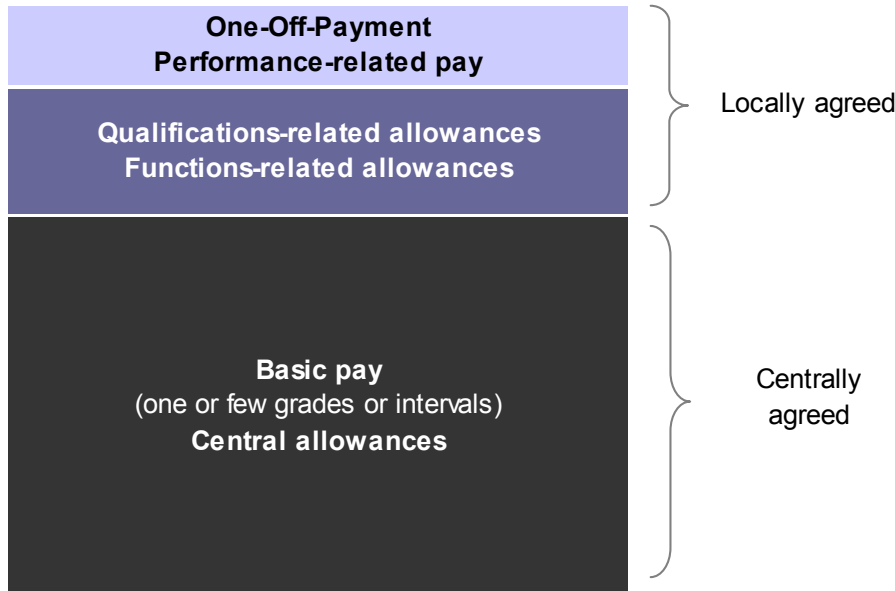 One-Off-Payment
Performance-related pay
Locally agreed
Qualifications-related allowances
Functions-related allowances
Basic pay
(one or few grades or intervals)
Central allowances
Centrally
agreed